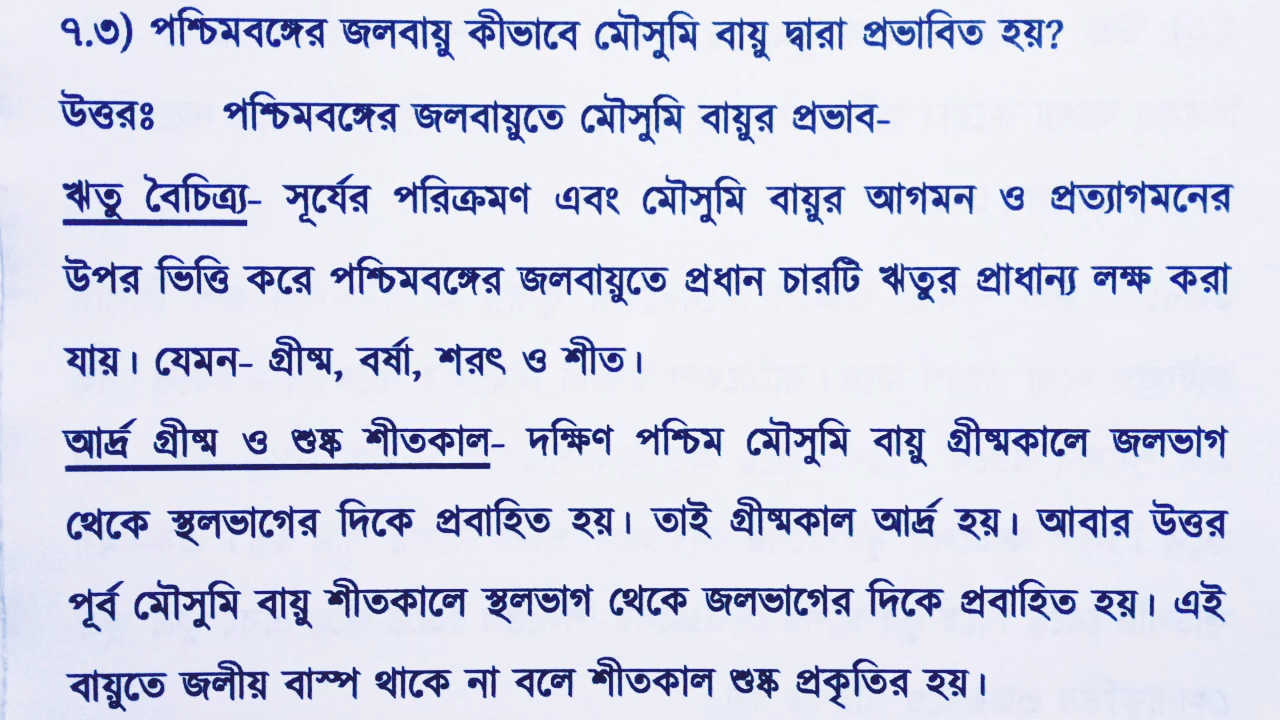 ৭.৩) পশ্চিমবঙ্গের জলবায়ু কীভাবে মৌসুমি বায়ু দ্বারা প্রভাবিত হয়?
উত্তরঃ পশ্চিমবঙ্গের জলবায়ুতে মৌসুমি বায়ুর প্রভাব-
ঋতু বৈচিত্র্য- সূর্যের পরিক্রমণ এবং মৌসুমি বায়ুর আগমন ও প্রত্যাগমনের
উপর ভিত্তি করে পশ্চিমবঙ্গের জলবায়ুতে প্রধান চারটি ঋতুর প্রাধান্য লক্ষ করা
যায়। যেমন- গ্রীষ্ম, বর্ষা, শরৎ ও শীত।
আর্দ্র গ্রীষ্ম ও শুষ্ক শীতকাল- দক্ষিণ পশ্চিম মৌসুমি বায়ু গ্রীষ্মকালে জলভাগ
থেকে স্থলভাগের দিকে প্রবাহিত হয়। তাই গ্রীষ্মকাল আর্দ্র হয়। আবার উত্তর
পূর্ব মৌসুমি বায়ু শীতকালে স্থলভাগ থেকে জলভাগের দিকে প্রবাহিত হয়। এই
বায়ুতে জলীয় বাস্প থাকে না বলে শীতকাল শুষ্ক প্রকৃতির হয়।